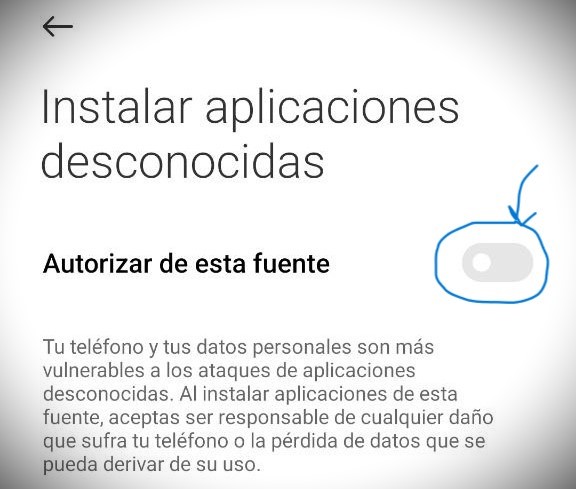 Instalar aplicaciones
desconocidas
Autorizar de esta fuente
Tu teléfono y tus datos personales son más
vulnerables a los ataques de aplicaciones
desconocidas. Al instalar aplicaciones de esta
fuente, aceptas ser responsable de cualquier daño
que sufra tu teléfono o la pérdida de datos que se
pueda derivar de su uso.